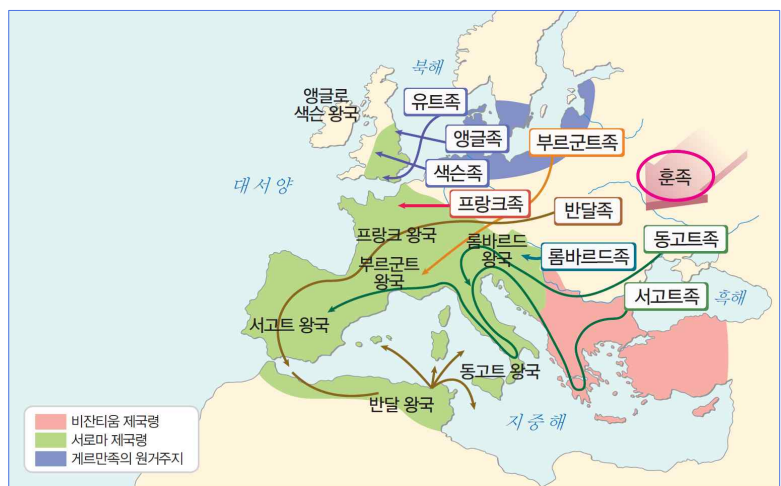 북해
앵글로
색슨 왕국
유트족
앵글족
부르군트족
색슨족
대서양
훈족
프랑크족
반달족
프랑크 왕국
롬바르드
왕국
동고트족
부르군트
왕국
롬바르드족
흑해
서고트족
서고트 왕국
동고트 왕국
반달 왕국
지중해
비잔티움 제국령
서로마 제국령
게르만족의 원거주지